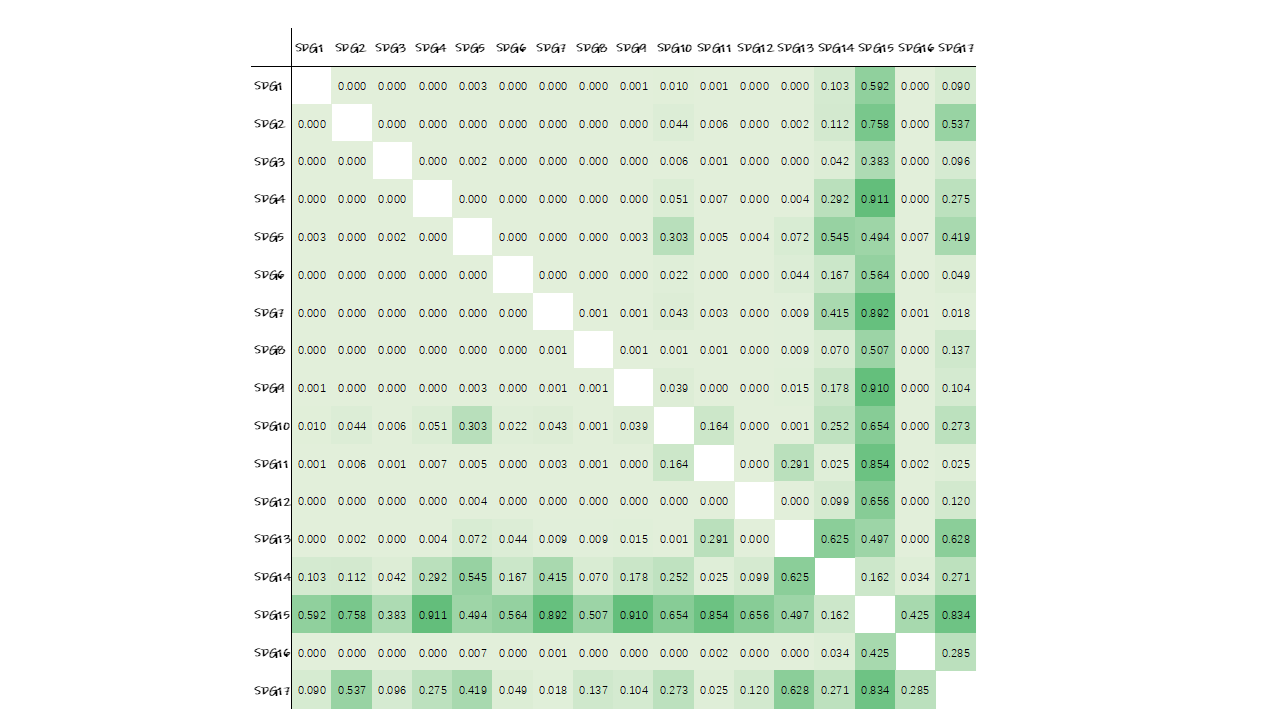 SDG1 SDG2 SDG3 SDG4 SDG5 SDG6 SDG7 SDG8 SDG9 SDG10 SDG11 SDG12 SDG13 SDG14 SDG15 SDG16 SDG17
SDG1 0.000 0.000 0.000 0.003 0.000 0.000 0.000 0.001 0.010 0.001 0.000 0.000 0.103 0.592 0.000 0.090
SDG2 0.000 0.000 0.000 0.000 0.000 0.000 0.000 0.000 0.044 0.006 0.000 0.002 0.112 0.758 0.000 0.537
SDG3 0.000 0.000 0.000 0.002 0.000 0.000 0.000 0.000 0.006 0.001 0.000 0.000 0.042 0.383 0.000 0.096
SDG4 0.000 0.000 0.000 0.000 0.000 0.000 0.000 0.000 0.051 0.007 0.000 0.004 0.292 0.911 0.000 0.275
SDG5 0.003 0.000 0.002 0.000 0.000 0.000 0.000 0.003 0.303 0.005 0.004 0.072 0.545 0.494 0.007 0.419
SDG6 0.000 0.000 0.000 0.000 0.000 0.000 0.000 0.000 0.022 0.000 0.000 0.044 0.167 0.564 0.000 0.049
SDG7 0.000 0.000 0.000 0.000 0.000 0.000 0.001 0.001 0.043 0.003 0.000 0.009 0.415 0.892 0.001 0.018
SDG8 0.000 0.000 0.000 0.000 0.000 0.000 0.001 0.001 0.001 0.001 0.000 0.009 0.070 0.507 0.000 0.137
SDG9 0.001 0.000 0.000 0.000 0.003 0.000 0.001 0.001 0.039 0.000 0.000 0.015 0.178 0.910 0.000 0.104
SDG10 0.010 0.044 0.006 0.051 0.303 0.022 0.043 0.001 0.039 0.164 0.000 0.001 0.252 0.654 0.000 0.273
SDG11 0.001 0.006 0.001 0.007 0.005 0.000 0.003 0.001 0.000 0.164 0.000 0.291 0.025 0.854 0.002 0.025
SDG12 0.000 0.000 0.000 0.000 0.004 0.000 0.000 0.000 0.000 0.000 0.000 0.000 0.099 0.656 0.000 0.120
SDG13 0.000 0.002 0.000 0.004 0.072 0.044 0.009 0.009 0.015 0.001 0.291 0.000 0.625 0.497 0.000 0.628
SDG14 0.103 0.112 0.042 0.292 0.545 0.167 0.415 0.070 0.178 0.252 0.025 0.099 0.625 0.162 0.034 0.271
SDG15 0.592 0.758 0.383 0.911 0.494 0.564 0.892 0.507 0.910 0.654 0.854 0.656 0.497 0.162 0.425 0.834
SDG16 0.000 0.000 0.000 0.000 0.007 0.000 0.001 0.000 0.000 0.000 0.002 0.000 0.000 0.034 0.425 0.285
SDG17 0.090 0.537 0.096 0.275 0.419 0.049 0.018 0.137 0.104 0.273 0.025 0.120 0.628 0.271 0.834 0.285